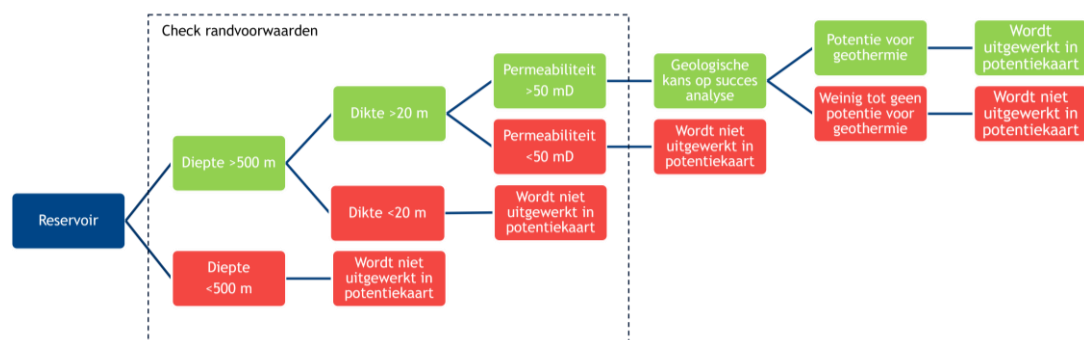 Check randvoorwaarden
Reservoir
Diepte >500 m
Diepte
<500 m
Dikte >20 m
Dikte <20 m
Wordt niet
uitgewerkt in
potentiekaart
Permeabiliteit
>50 mD
Permeabiliteit
<50 mD
Wordt niet
uitgewerkt in
potentiekaart
Geologische
kans op succes
analyse
Wordt niet
uitgewerkt in
potentiekaart
Potentie voor
geothermie
Weinig tot geen
potentie voor
geothermie
Wordt
uitgewerkt in
potentiekaart
Wordt niet
uitgewerkt in
potentiekaart